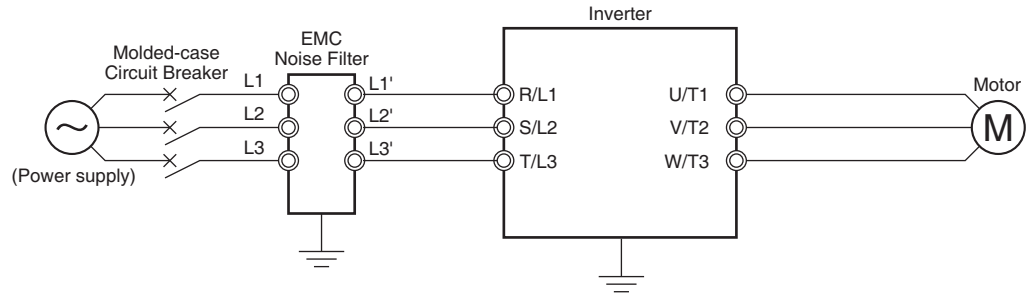 Inverter
EMC
Noise Filter
Molded-case
Circuit Breaker
L1
L1'
R/L1
U/T1
Motor
L2
L2'
S/L2
V/T2
M
L3
L3'
T/L3
W/T3
(Power supply)